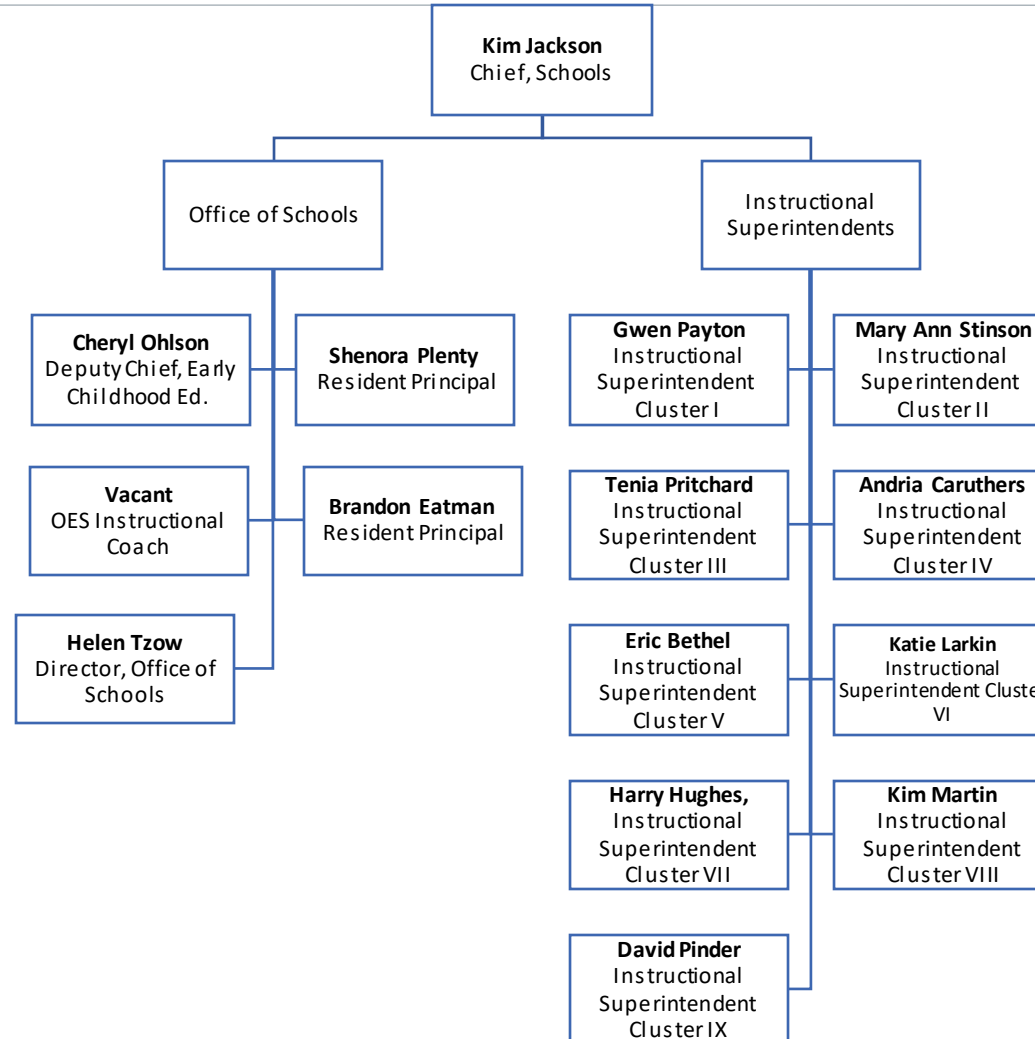 Kim Jackson
Chief, Schools
Office of Schools
Instructional
Superintendents
Cheryl Ohlson
Deputy Chief, Early
Childhood Ed.
Shenora Plenty
Resident Principal
Vacant
OES Instructional
Coach
Brandon Eatman
Resident Principal
Helen Tzow
Director, Office of
Schools
Gwen Payton
Instructional
Superintendent
Cluster I
Mary Ann Stinson
Instructional
Superintendent
Cluster II
Tenia Pritchard
Instructional
Superintendent
Cluster III
Andria Caruthers
Instructional
Superintendent
Cluster IV
Eric Bethel
Instructional
Superintendent
Cluster V
Katie Larkin
Instructional
Superintendent Cluste
VI
Harry Hughes,
Instructional
Superintendent
Cluster VII
Kim Martin
Instructional
Superintendent
Cluster VIII
David Pinder
Instructional
Superintendent
Cluster IX